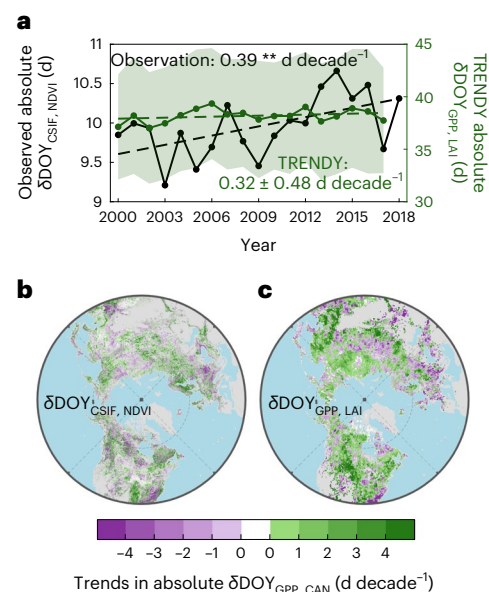 a
Observation: 0.39 ** d decade⁻¹
TRENDY:
0.32 ± 0.48 d decade⁻¹
Observed absolute
δDOY_CSIF, NDVI (d)
11
10.5
10
9.5
9
TRENDY absolute
δDOY_GPP, LAI (d)
45
40
35
30
2000 2003 2006 2009 2012 2015 2018
Year
b
δDOY_CSIF, NDVI
c
δDOY_GPP, LAI
−4 −3 −2 −1 0 0 1 2 3 4
Trends in absolute δDOY_GPP_CAN (d decade⁻¹)